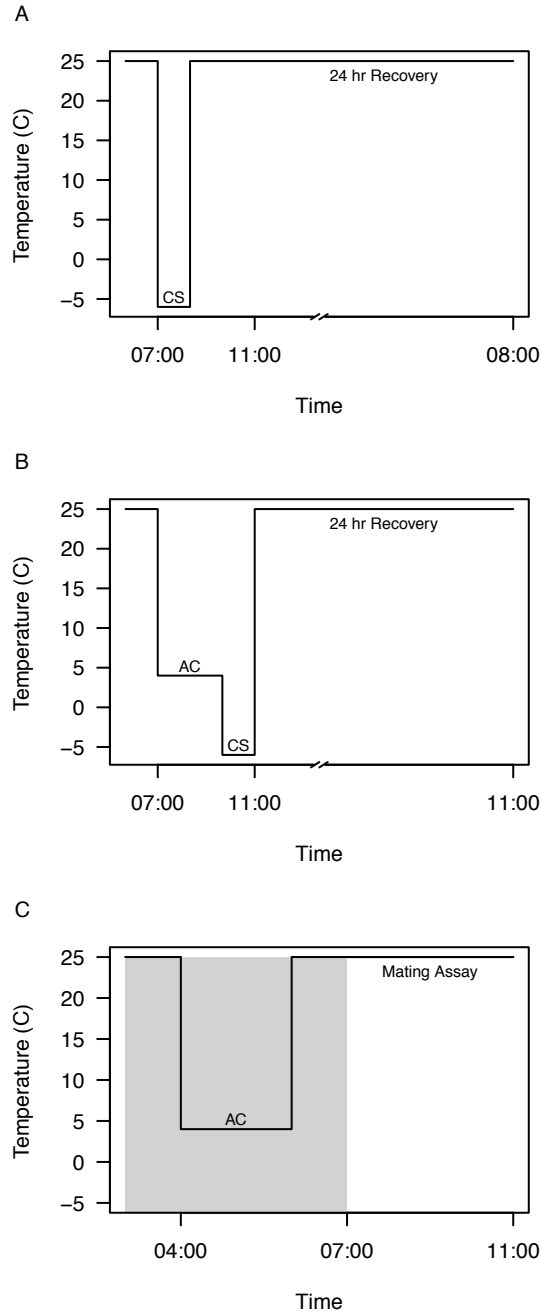 A
Temperature (C)
25
20
15
10
5
0
−5
24 hr Recovery
CS
07:00 11:00 08:00
Time
B
Temperature (C)
25
20
15
10
5
0
−5
24 hr Recovery
AC
CS
07:00 11:00 11:00
Time
C
Temperature (C)
25
20
15
10
5
0
−5
Mating Assay
AC
04:00 07:00 11:00
Time